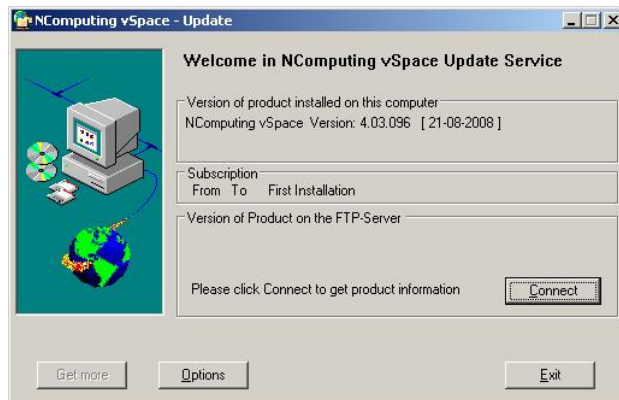 NComputing vSpace - Update
Welcome in NComputing vSpace Update Service
Version of product installed on this computer
NComputing vSpace Version: 4.03.096 [ 21-08-2008 ]
Subscription
From To First Installation
Version of Product on the FTP-Server
Please click Connect to get product information
Connect
Get more
Options
Exit